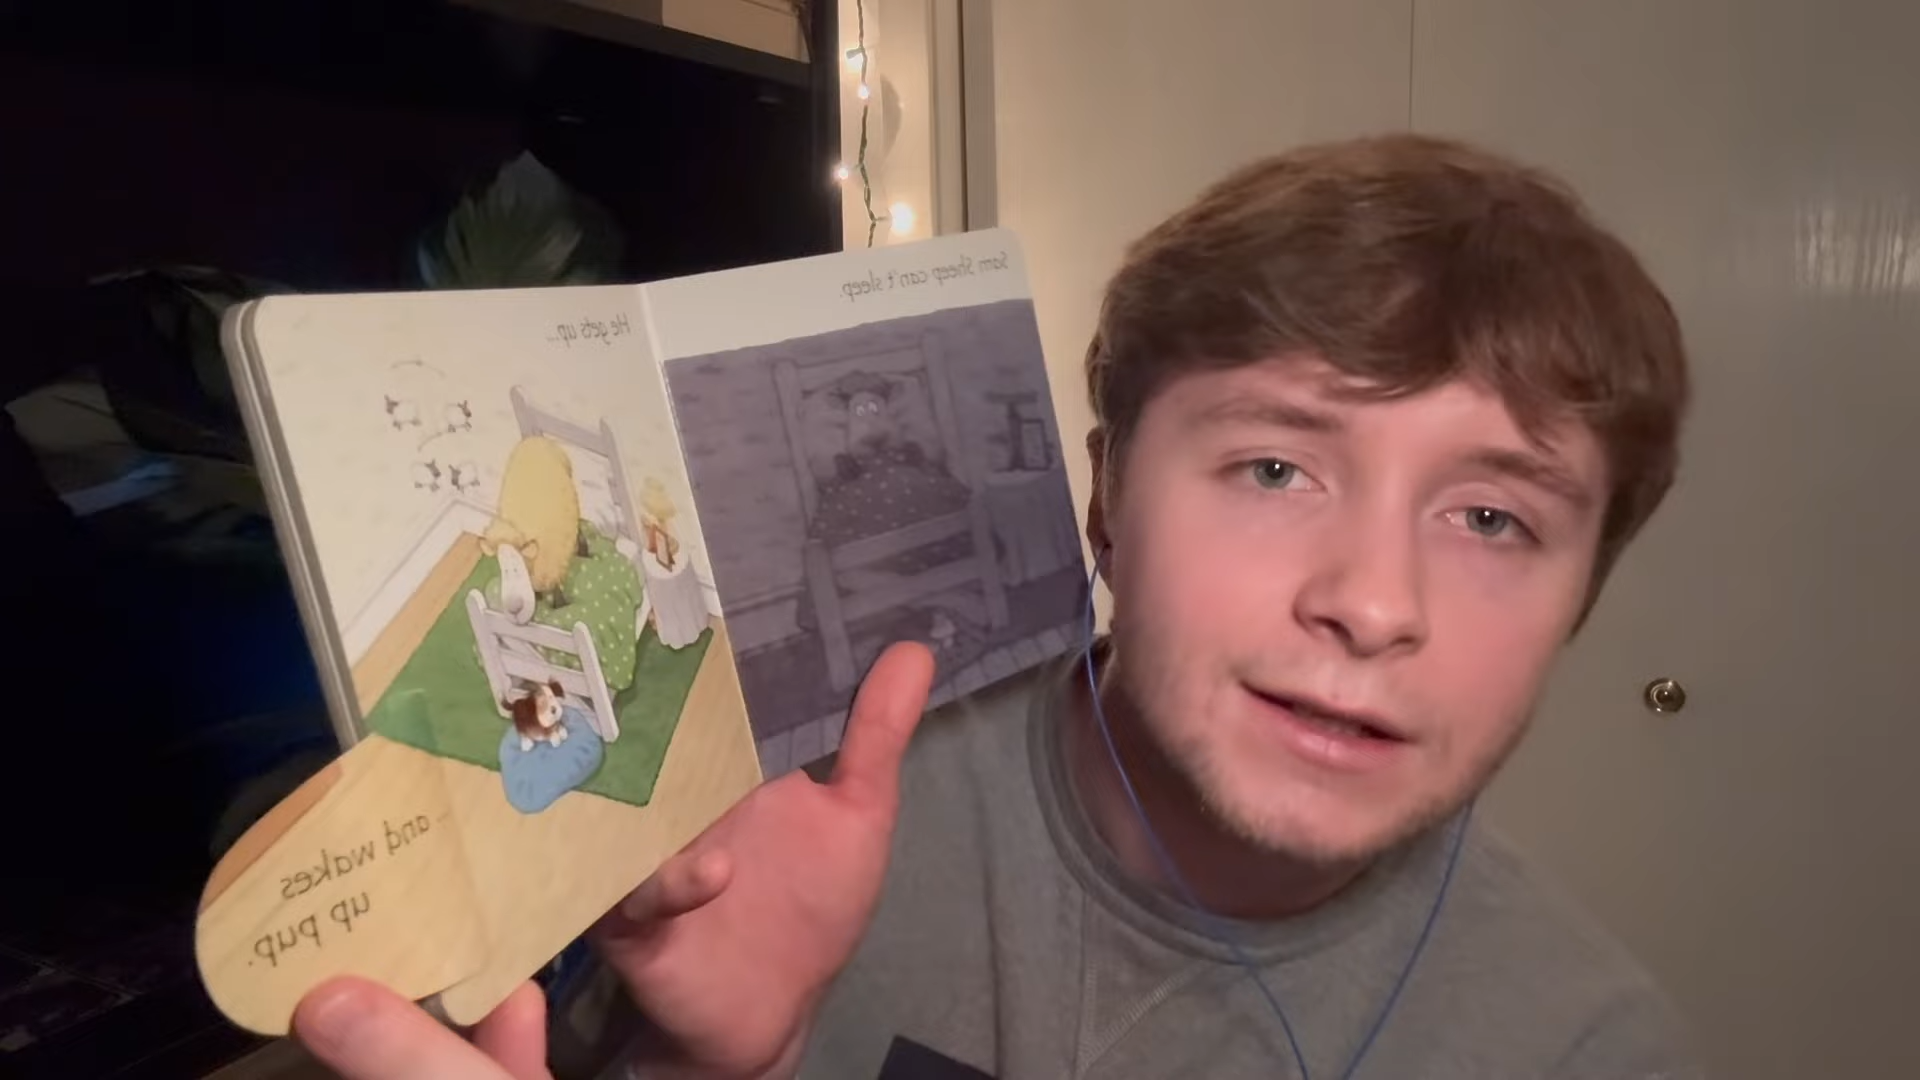 Sam Sheep can't sleep.
He gets up...
...and wakes
up pup.